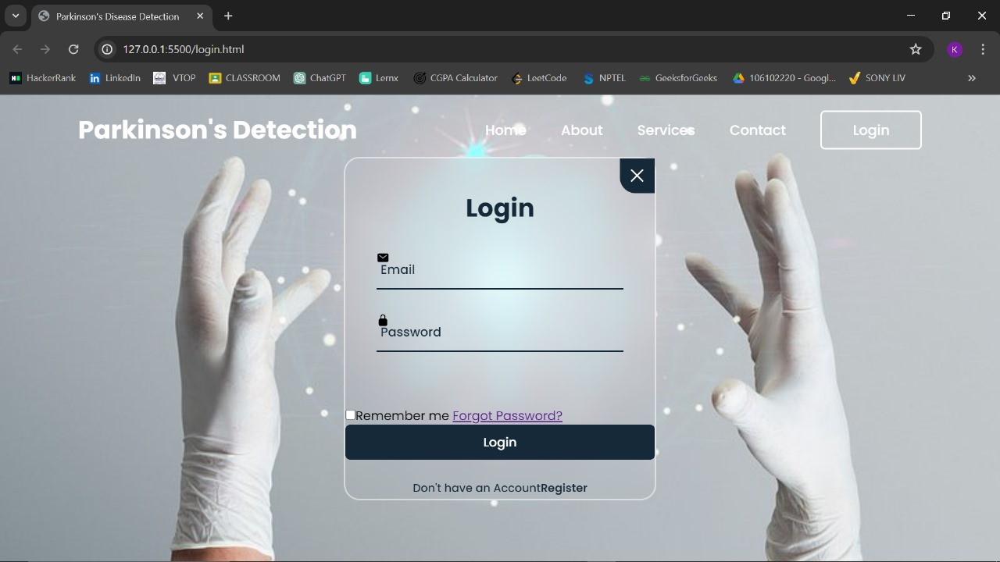 Parkinson's Disease Detection
127.0.0.1:5500/login.html
K
HackerRank LinkedIn VTOP CLASSROOM ChatGPT Lernx CGPA Calculator LeetCode NPTEL GeeksforGeeks 106102220 - Googl... SONY LIV
Parkinson's Detection Home About Services Contact Login
Login
Email
Password
Remember me Forgot Password?
Login
Don't have an AccountRegister